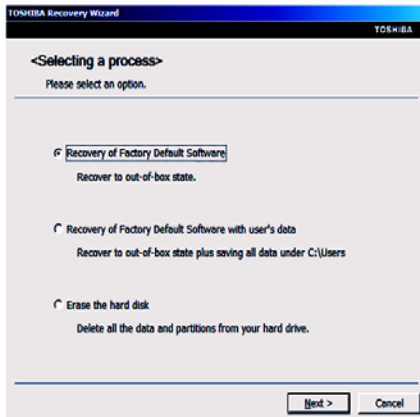 TOSHIBA Recovery Wizard
TOSHIBA
<Selecting a process>
Please select an option.
Recovery of Factory Default Software
Recover to out-of-box state.
Recovery of Factory Default Software with user's data
Recover to out-of-box state plus saving all data under C:\Users
Erase the hard disk
Delete all the data and partitions from your hard drive.
Next >
Cancel